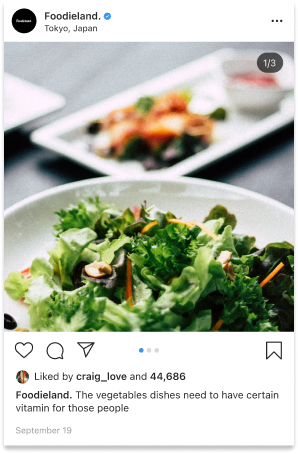 Foodieland.
Foodieland.
Tokyo, Japan
1/3
Liked by craig_love and 44,686
Foodieland. The vegetables dishes need to have certain
vitamin for those people
September 19